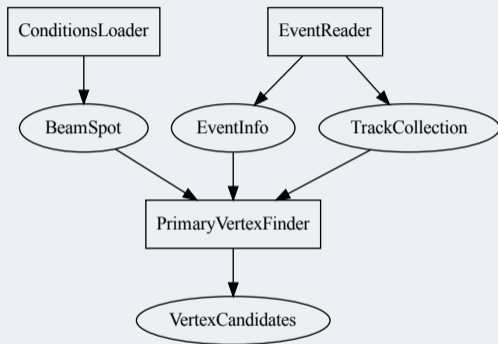 ConditionsLoader
EventReader
BeamSpot
EventInfo
TrackCollection
PrimaryVertexFinder
VertexCandidates